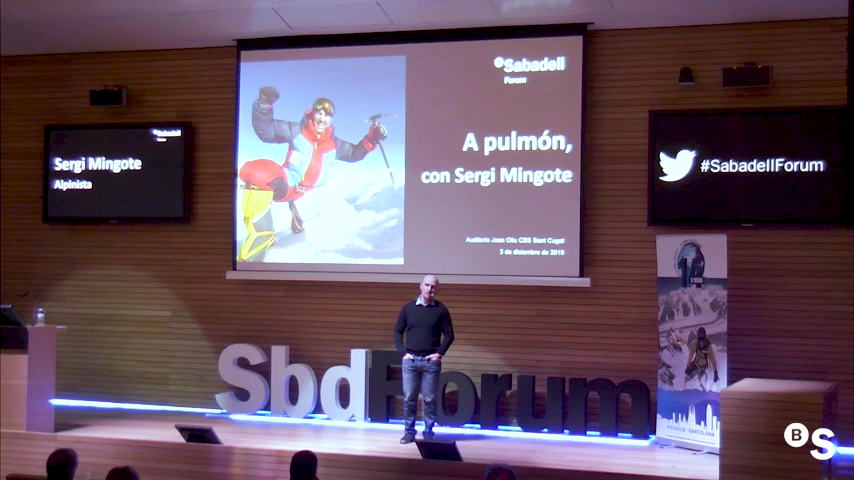 Sabadell
Sergi Mingote
Alpinista
Sabadell
Forum
A pulmón,
con Sergi Mingote
Auditorio Joan Oliu CBS Sant Cugat
3 de diciembre de 2019
#SabadellForum
SbdForum
BS